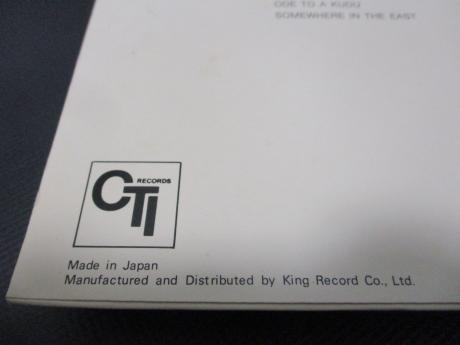 ODE TO A KUDU
SOMEWHERE IN THE EAST
CTI RECORDS
Made in Japan
Manufactured and Distributed by King Record Co., Ltd.